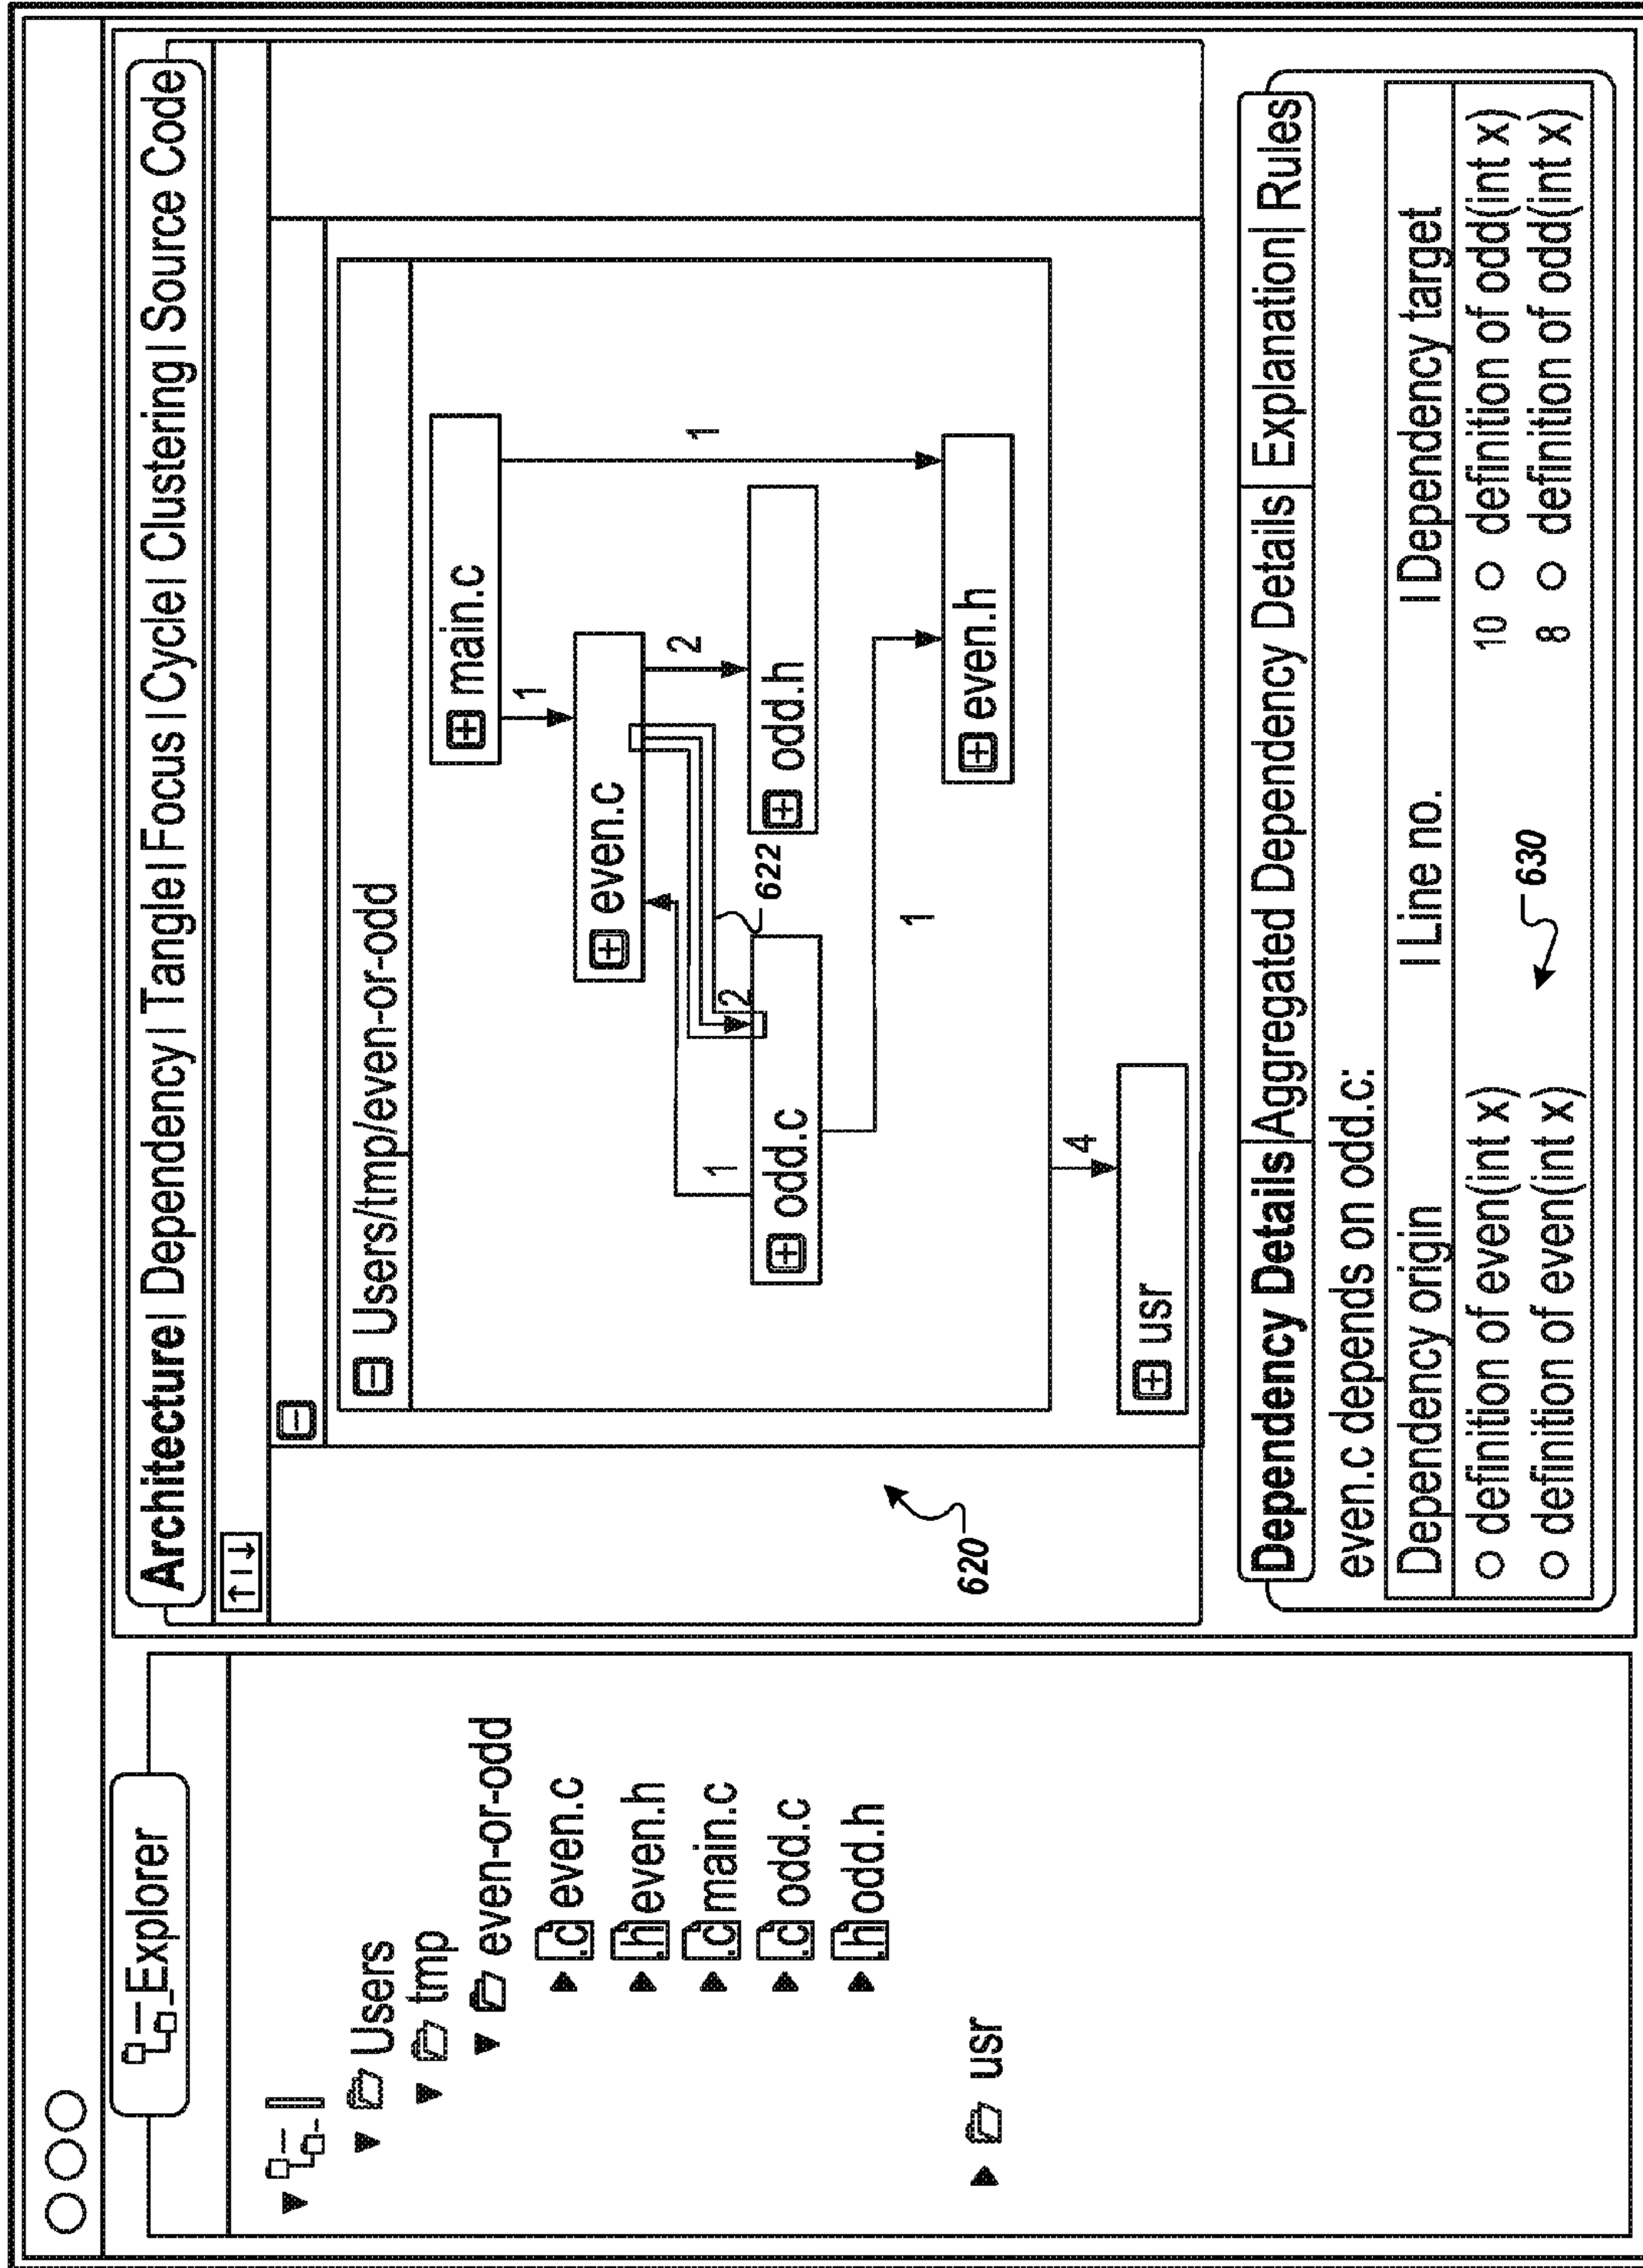 Explorer
Users
tmp
even-or-odd
.c even.c
.h even.h
.c main.c
.c odd.c
.h odd.h
usr
Architecture| Dependency | Tangle | Focus | Cycle | Clustering | Source Code
↑|↓
Users/tmp/even-or-odd
main.c
1
1
even.c
2
622
2
1
odd.h
odd.c
1
even.h
4
usr
620
Dependency Details Aggregated Dependency Details Explanation Rules
even.c depends on odd.c:
Dependency origin | Line no. | Dependency target
definition of even(int x) 10 definition of odd(int x)
definition of even(int x) 8 definition of odd(int x)
630